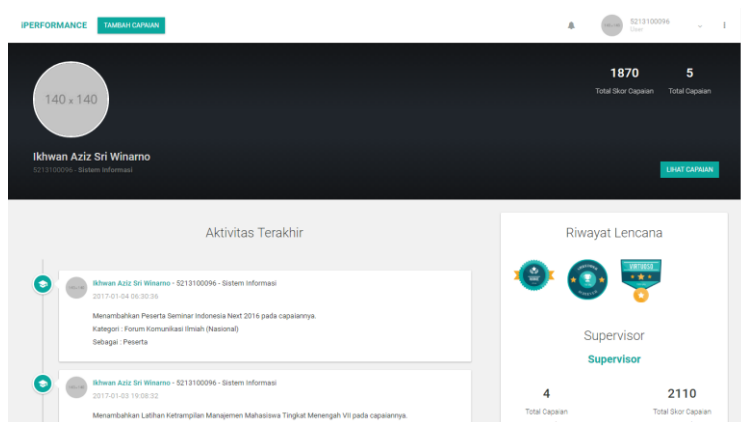 iPERFORMANCE
TAMBAH CAPAIAN
5213100096
140 x 140
1870
5
Total Skor Capaian
Total Capaian
Ikhwan Aziz Sri Winarno
5213100096 - Sistem Informasi
LIHAT CAPAIAN
Aktivitas Terakhir
Ikhwan Aziz Sri Winarno - 5213100096 - Sistem Informasi
2017-01-04 06:30:36
Menambahkan Peserta Seminar Indonesia Next 2016 pada capaiannya.
Kategori : Forum Komunikasi Ilmiah (Nasional)
Sebagai : Peserta
Ikhwan Aziz Sri Winarno - 5213100096 - Sistem Informasi
2017-01-03 19:08:32
Menambahkan Latihan Ketrampilan Manajemen Mahasiswa Tingkat Menengah VII pada capaiannya.
Riwayat Lencana
VIRTUOSO
Supervisor
Supervisor
4
2110
Total Capaian
Total Skor Capaian